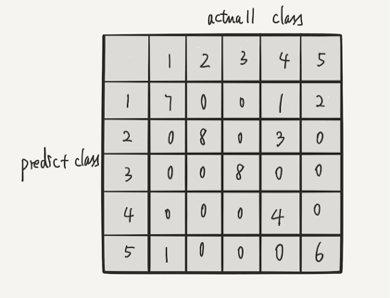 actuall class
1 2 3 4 5
1 7 0 0 1 2
2 0 8 0 3 0
predict class
3 0 0 8 0 0
4 0 0 0 4 0
5 1 0 0 0 6